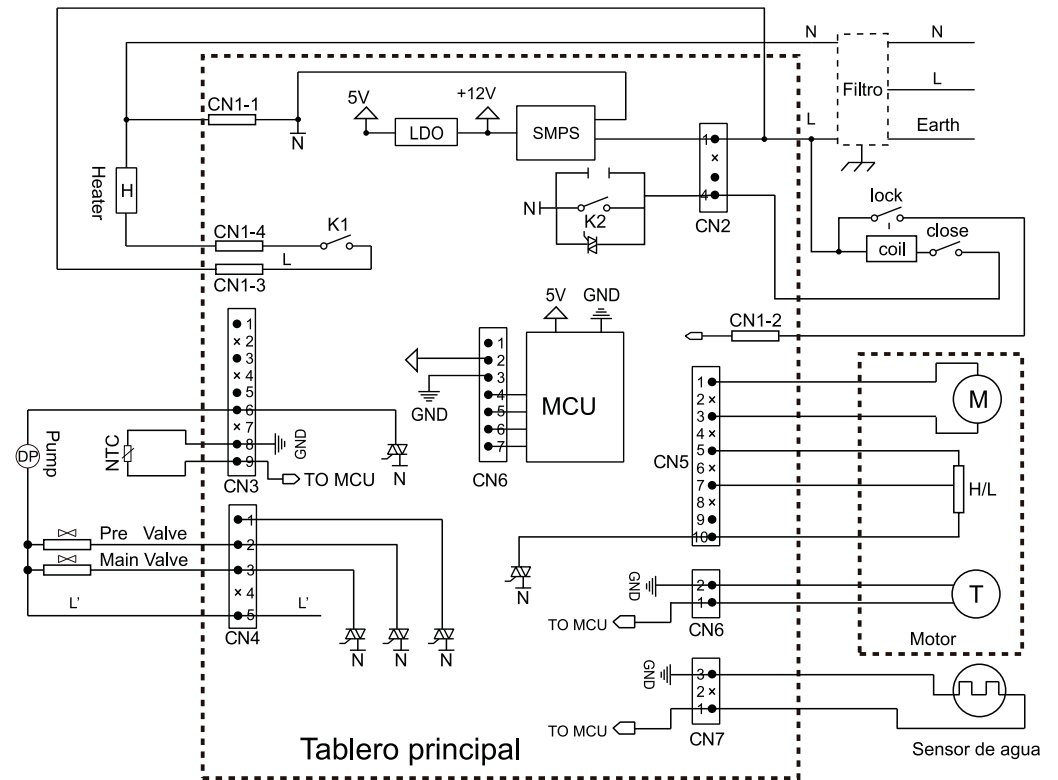 N
N
Filtro
L
L
Earth
CN1-1
5V
+12V
LDO
SMPS
N
1
×
4
CN2
Heater
H
N
K2
lock
coil
close
CN1-4
K1
CN1-3
L
CN1-2
5V
GND
MCU
1
2
3
4
5
6
7
GND
CN6
1
×2
3
×4
5
6
×7
8
9
CN3
GND
TO MCU
N
Pump
DP
NTC
1
2×
3
4×
5
6×
7
8×
9
10
CN5
M
H/L
N
Pre Valve
Main Valve
L'
L'
1
2
3
×4
5
CN4
N
N
N
GND
2
1
TO MCU
CN6
T
Motor
GND
3
2×
1
TO MCU
CN7
Sensor de agua
Tablero principal